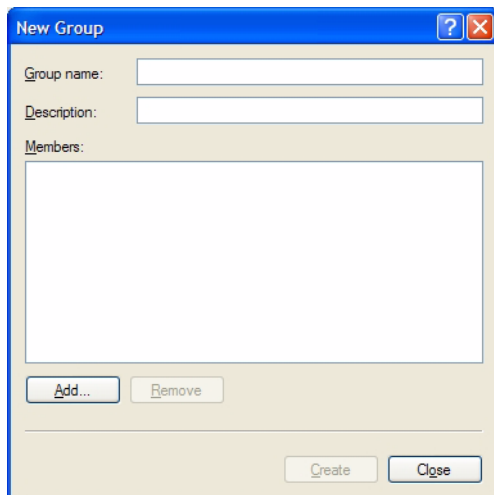 New Group
?
Group name:
Description:
Members:
Add... Remove
Create Close